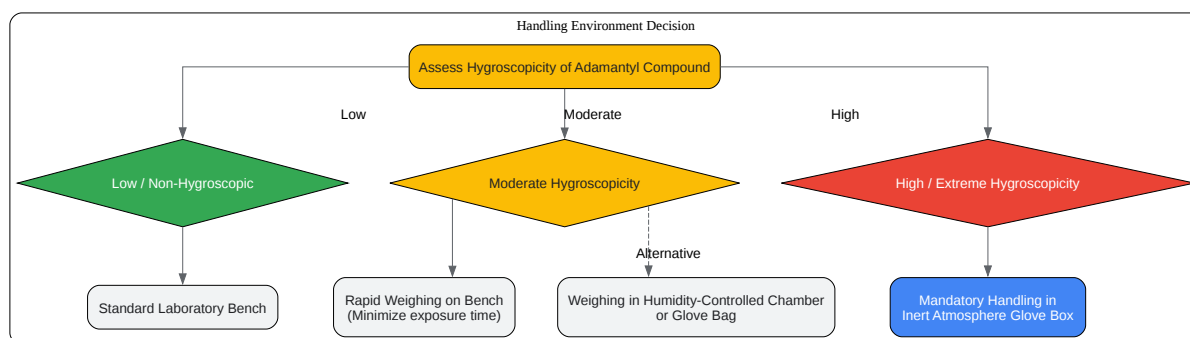 Handling Environment Decision
Assess Hygroscopicity of Adamantyl Compound
Low
Moderate
High
Low / Non-Hygroscopic
Moderate Hygroscopicity
High / Extreme Hygroscopicity
Alternative
Standard Laboratory Bench
Rapid Weighing on Bench
(Minimize exposure time)
Weighing in Humidity-Controlled Chamber
or Glove Bag
Mandatory Handling in
Inert Atmosphere Glove Box